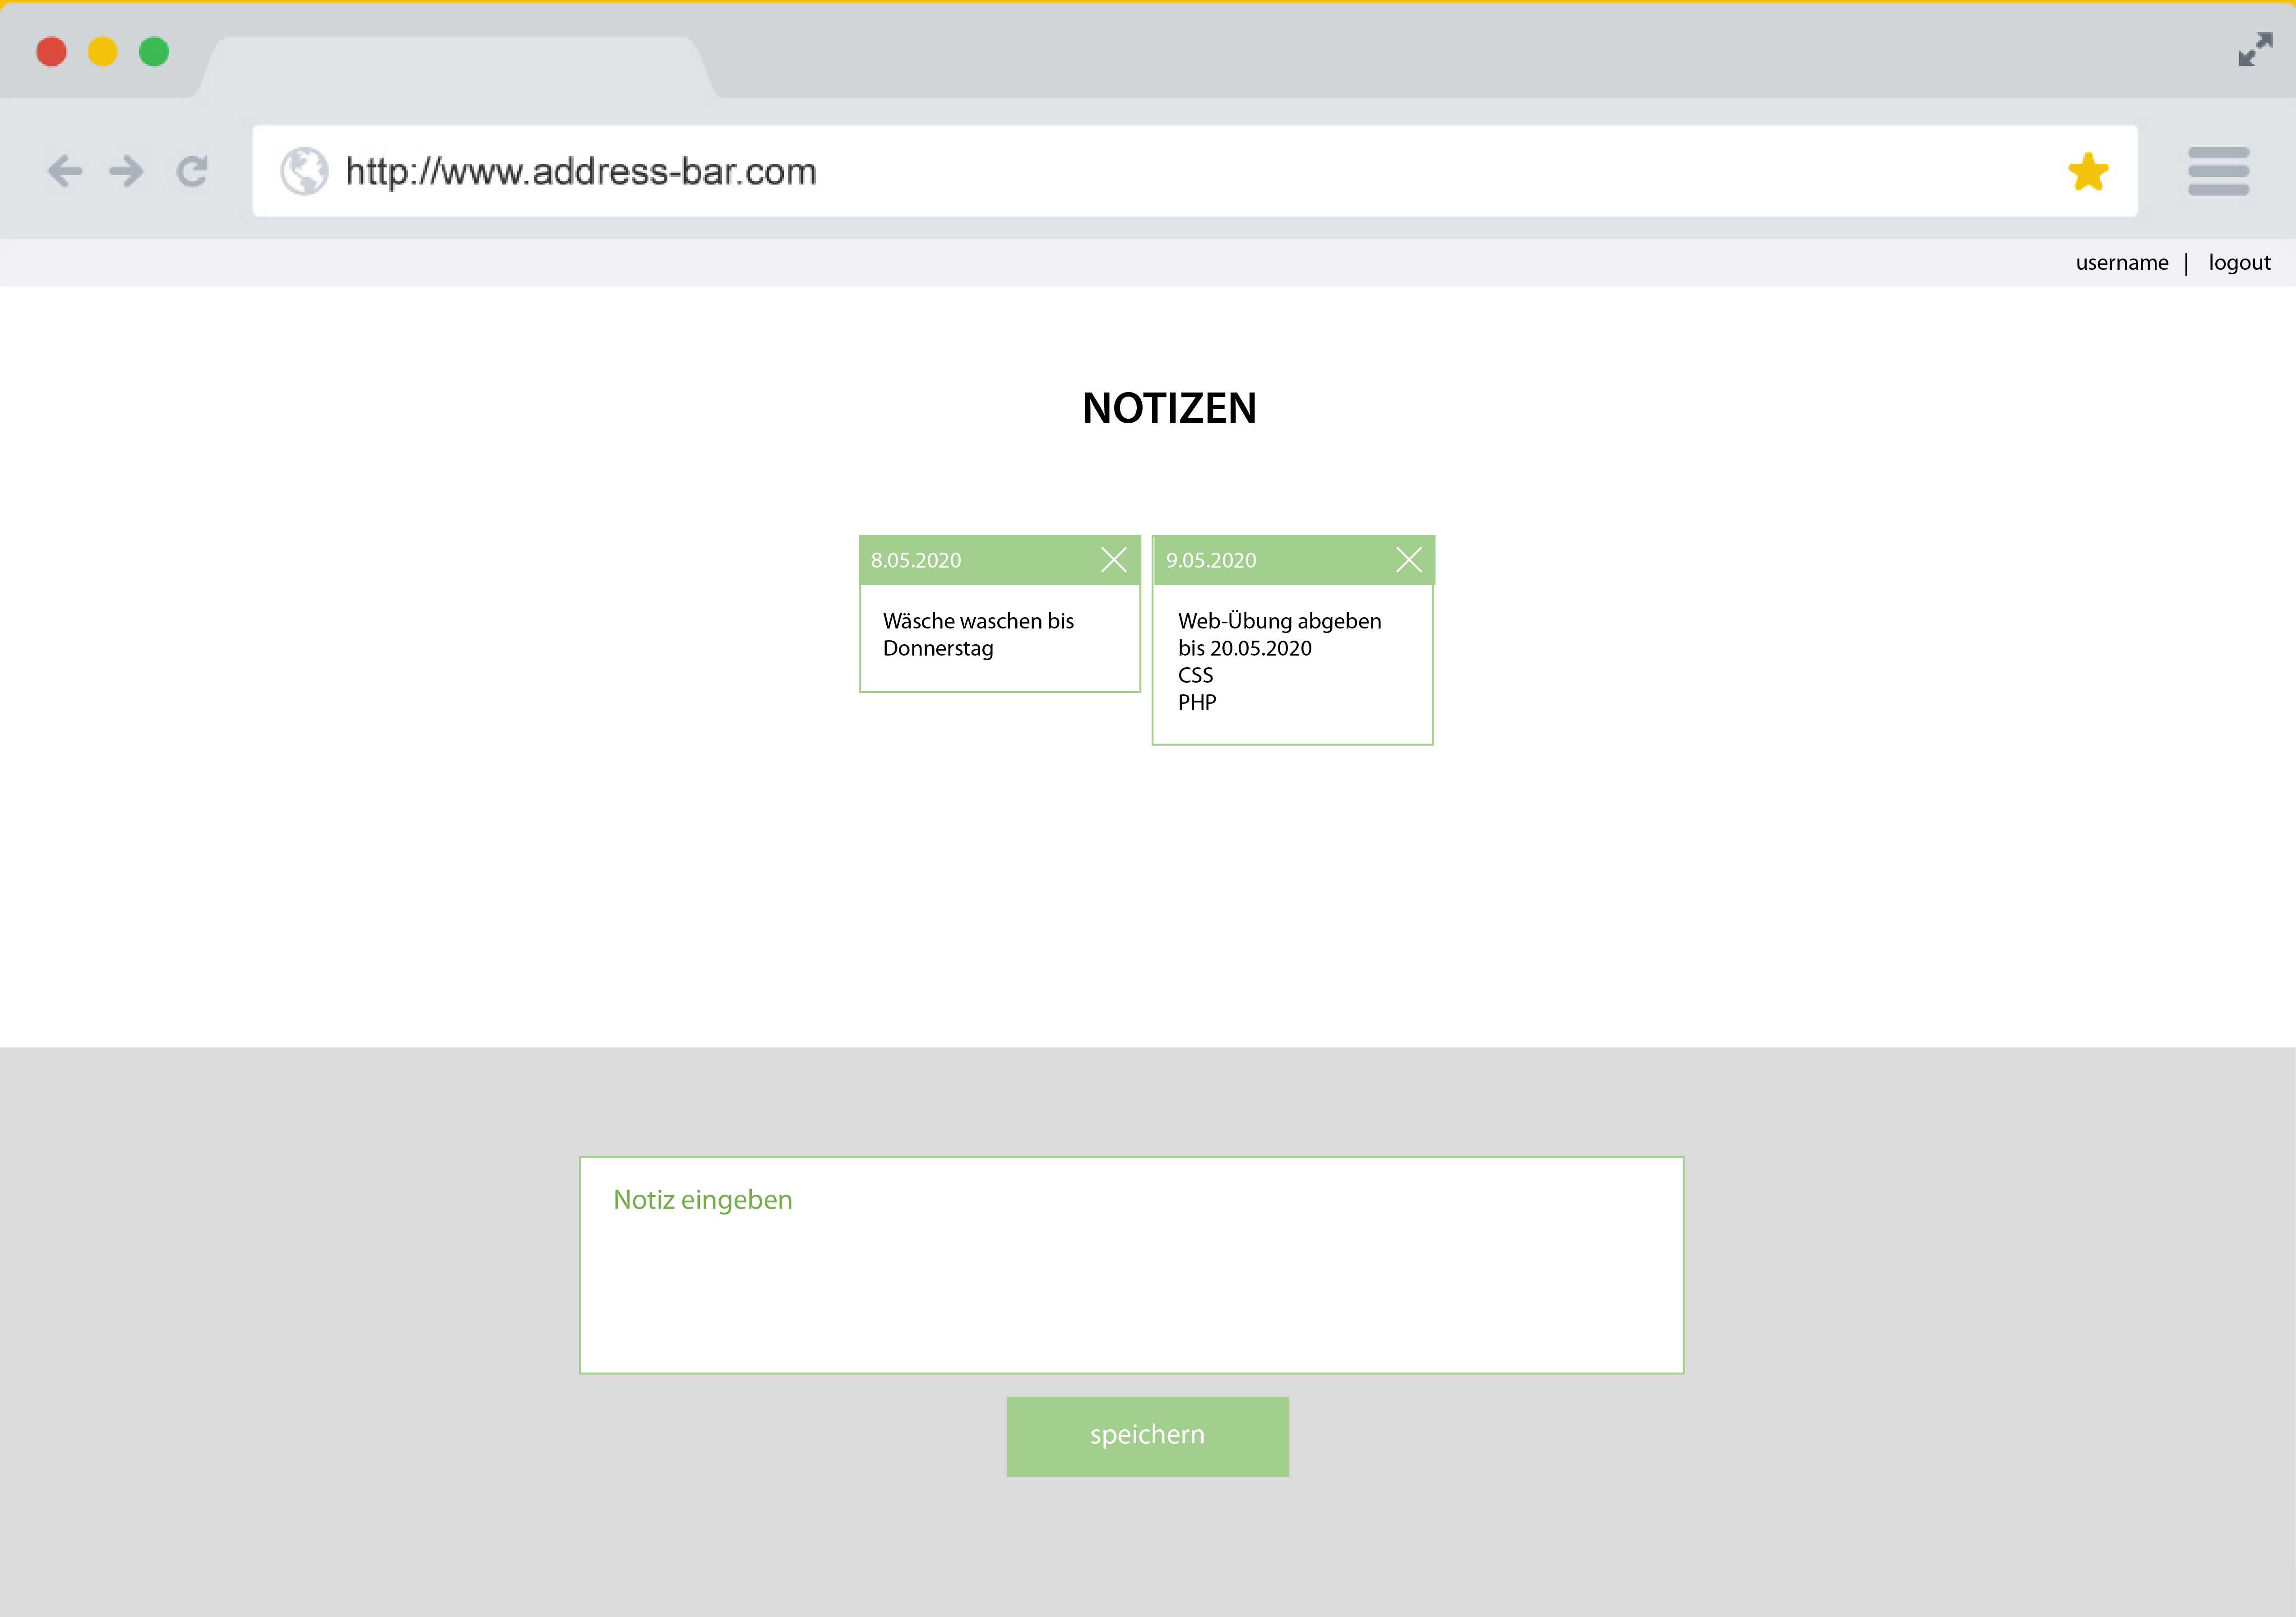 http://www.address-bar.com
username | logout
NOTIZEN
8.05.2020
Wäsche waschen bis
Donnerstag
9.05.2020
Web-Übung abgeben
bis 20.05.2020
CSS
PHP
Notiz eingeben
speichern